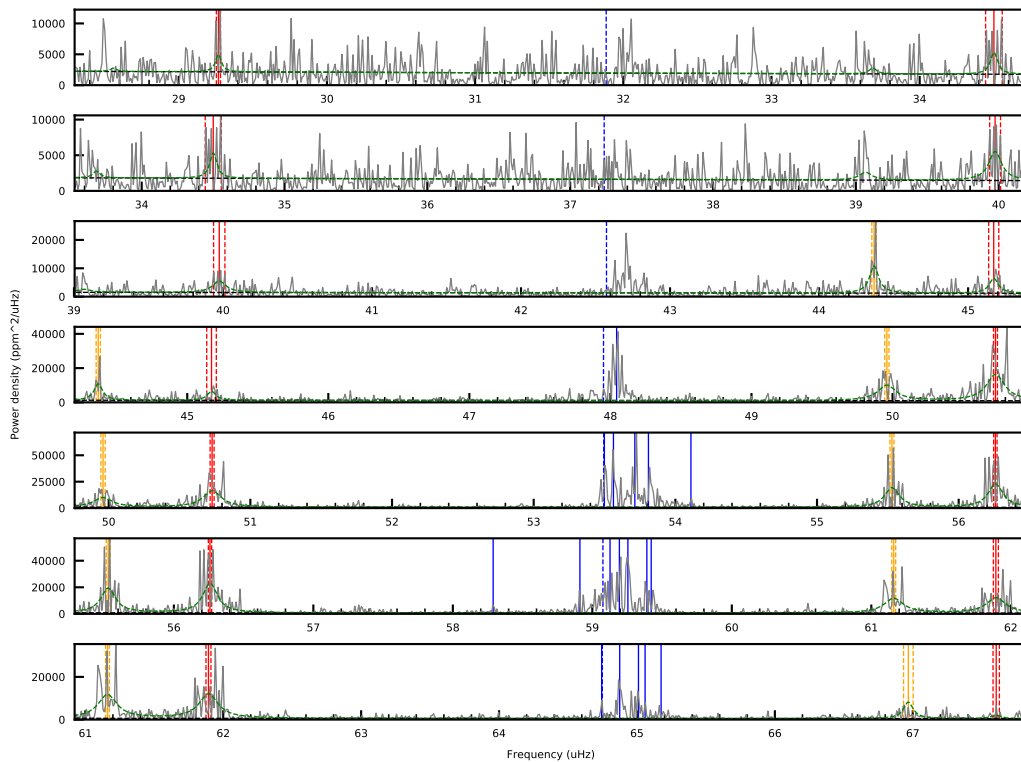 10000
5000
0
29 30 31 32 33 34
10000
5000
0
34 35 36 37 38 39 40
20000
10000
0
39 40 41 42 43 44 45
40000
20000
0
45 46 47 48 49 50
50000
25000
0
50 51 52 53 54 55 56
40000
20000
0
56 57 58 59 60 61 62
20000
0
61 62 63 64 65 66 67
Power density (ppm^2/uHz)
Frequency (uHz)